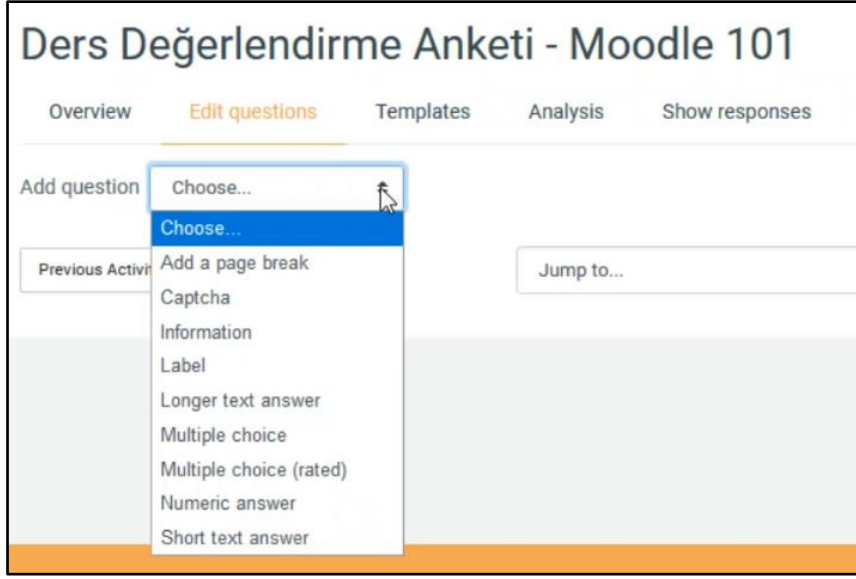 Ders Değerlendirme Anketi - Moodle 101
Overview Edit questions Templates Analysis Show responses
Add question Choose...
Choose...
Add a page break
Previous Jump to...
Captcha
Information
Label
Longer text answer
Multiple choice
Multiple choice (rated)
Numeric answer
Short text answer